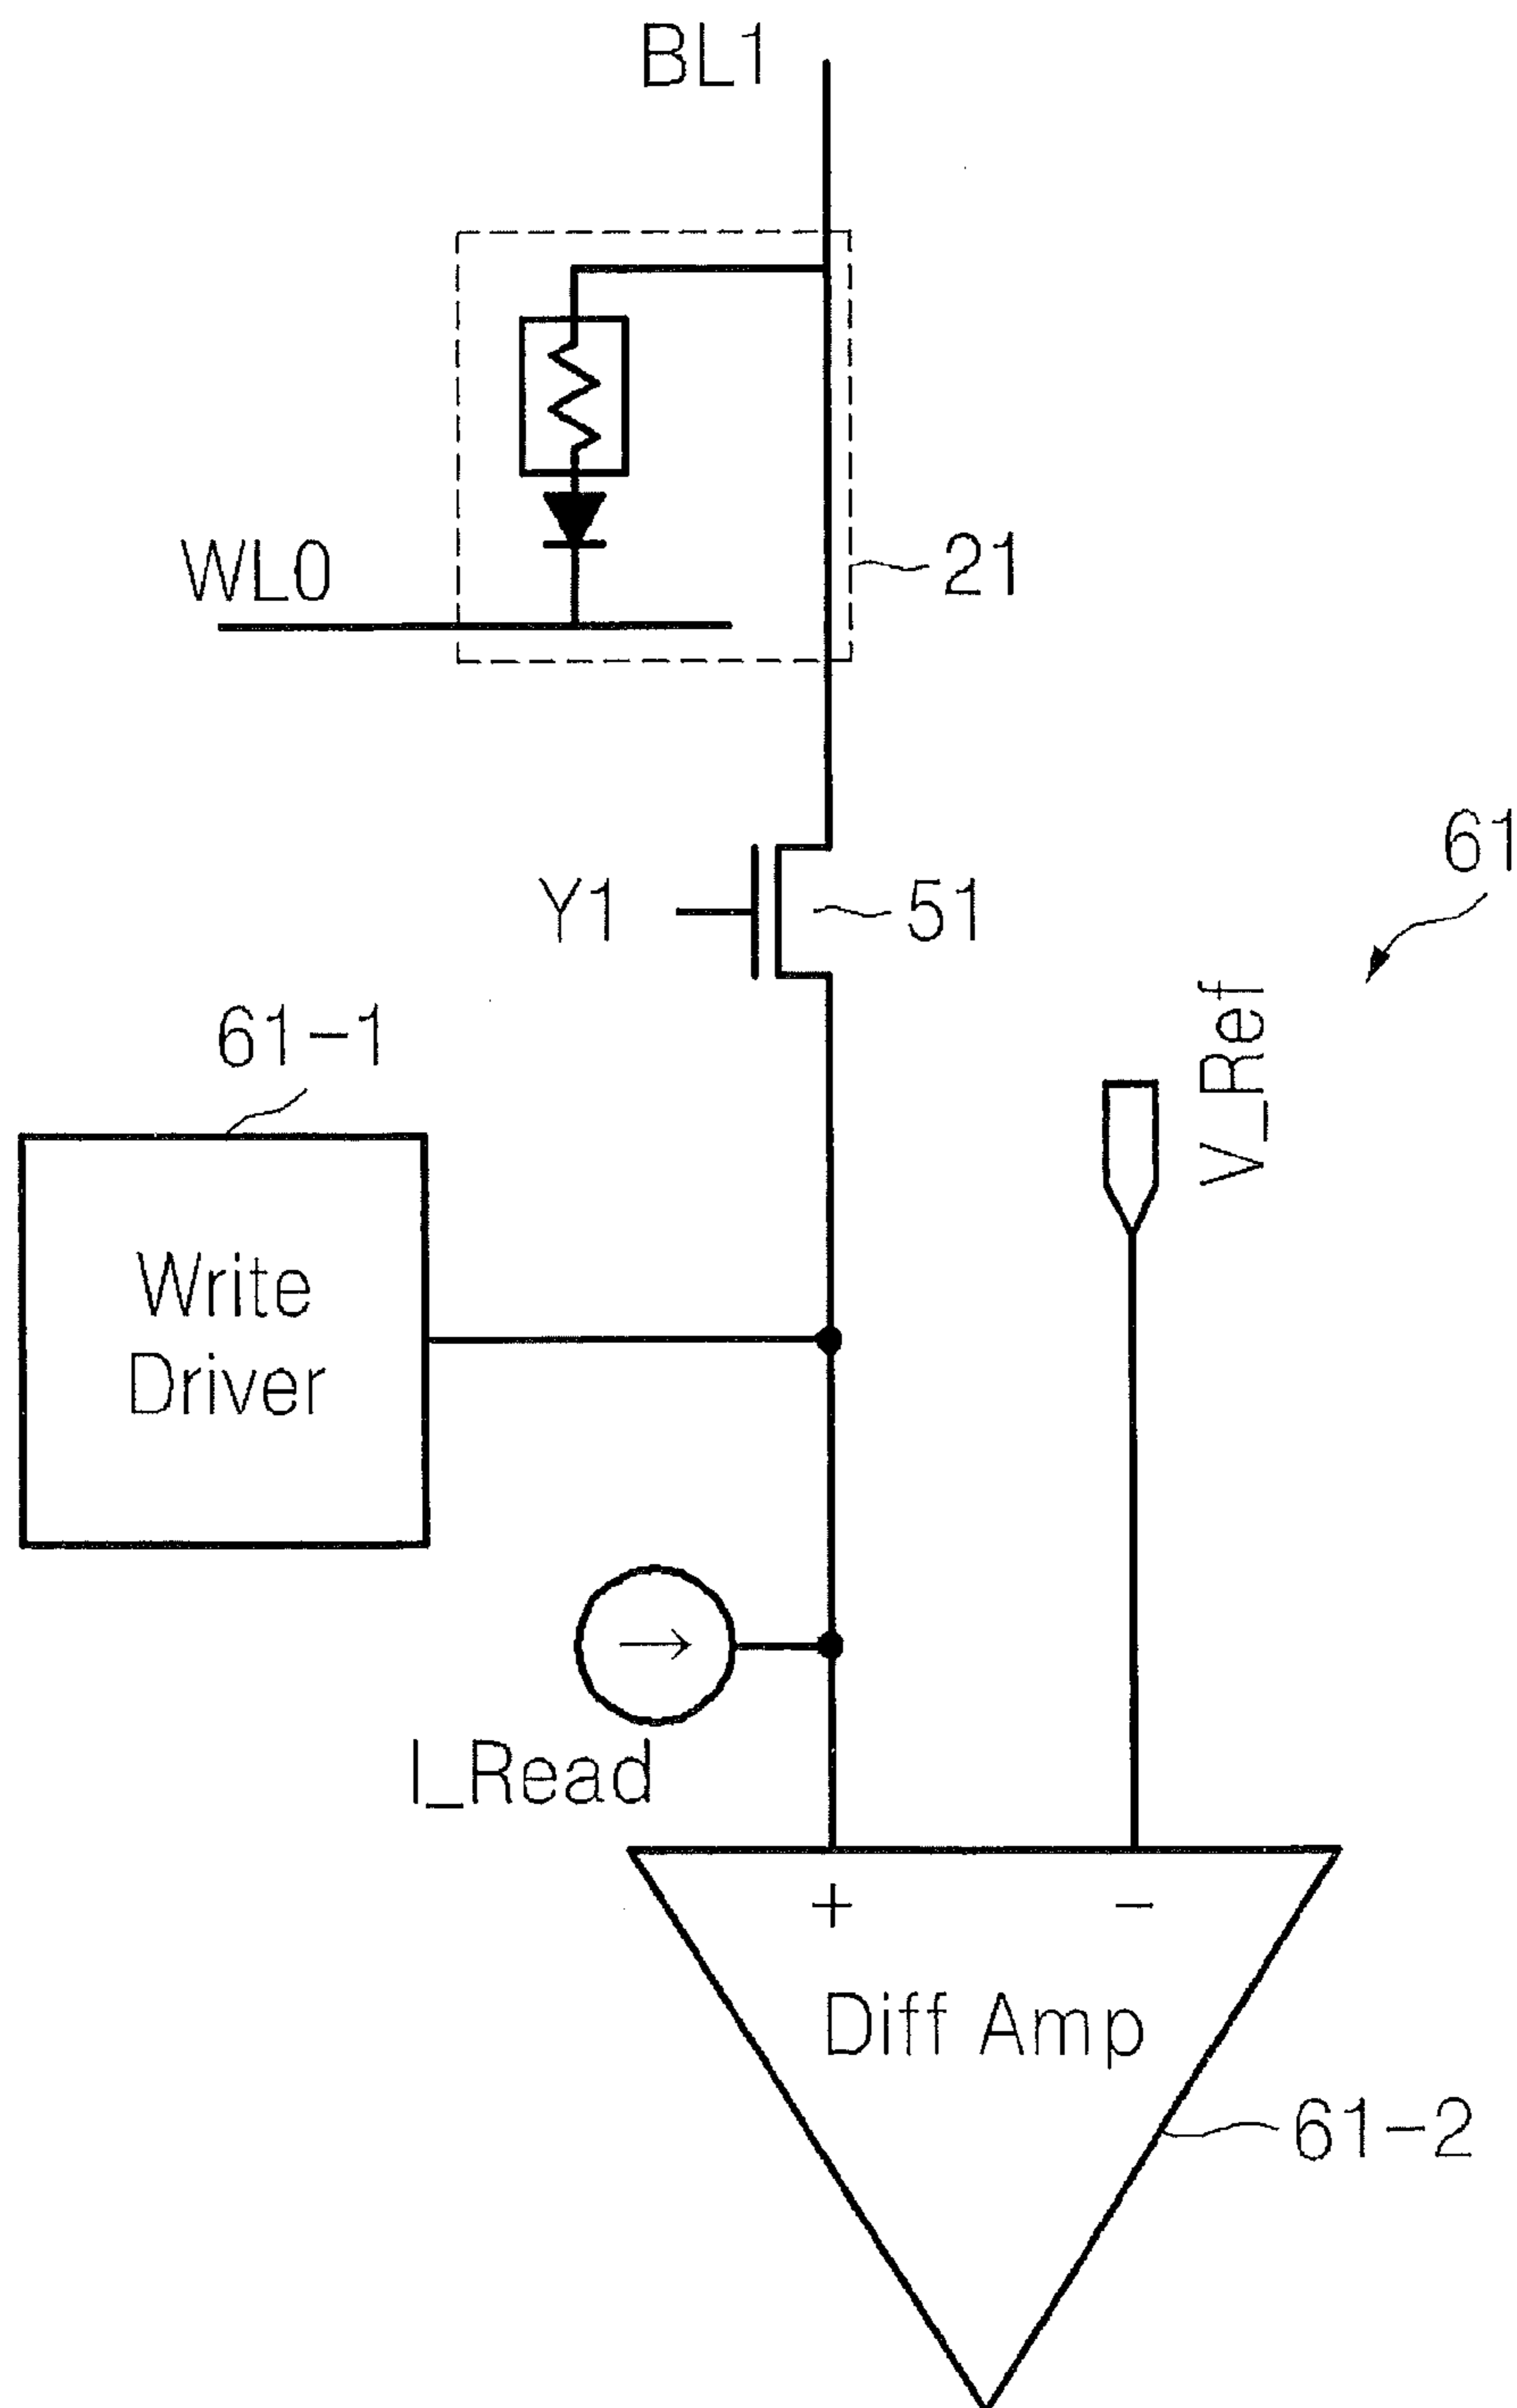 BL1
WL0
21
Y1
51
61
61-1
V_Ref
Write
Driver
I_Read
+
−
Diff Amp
61-2